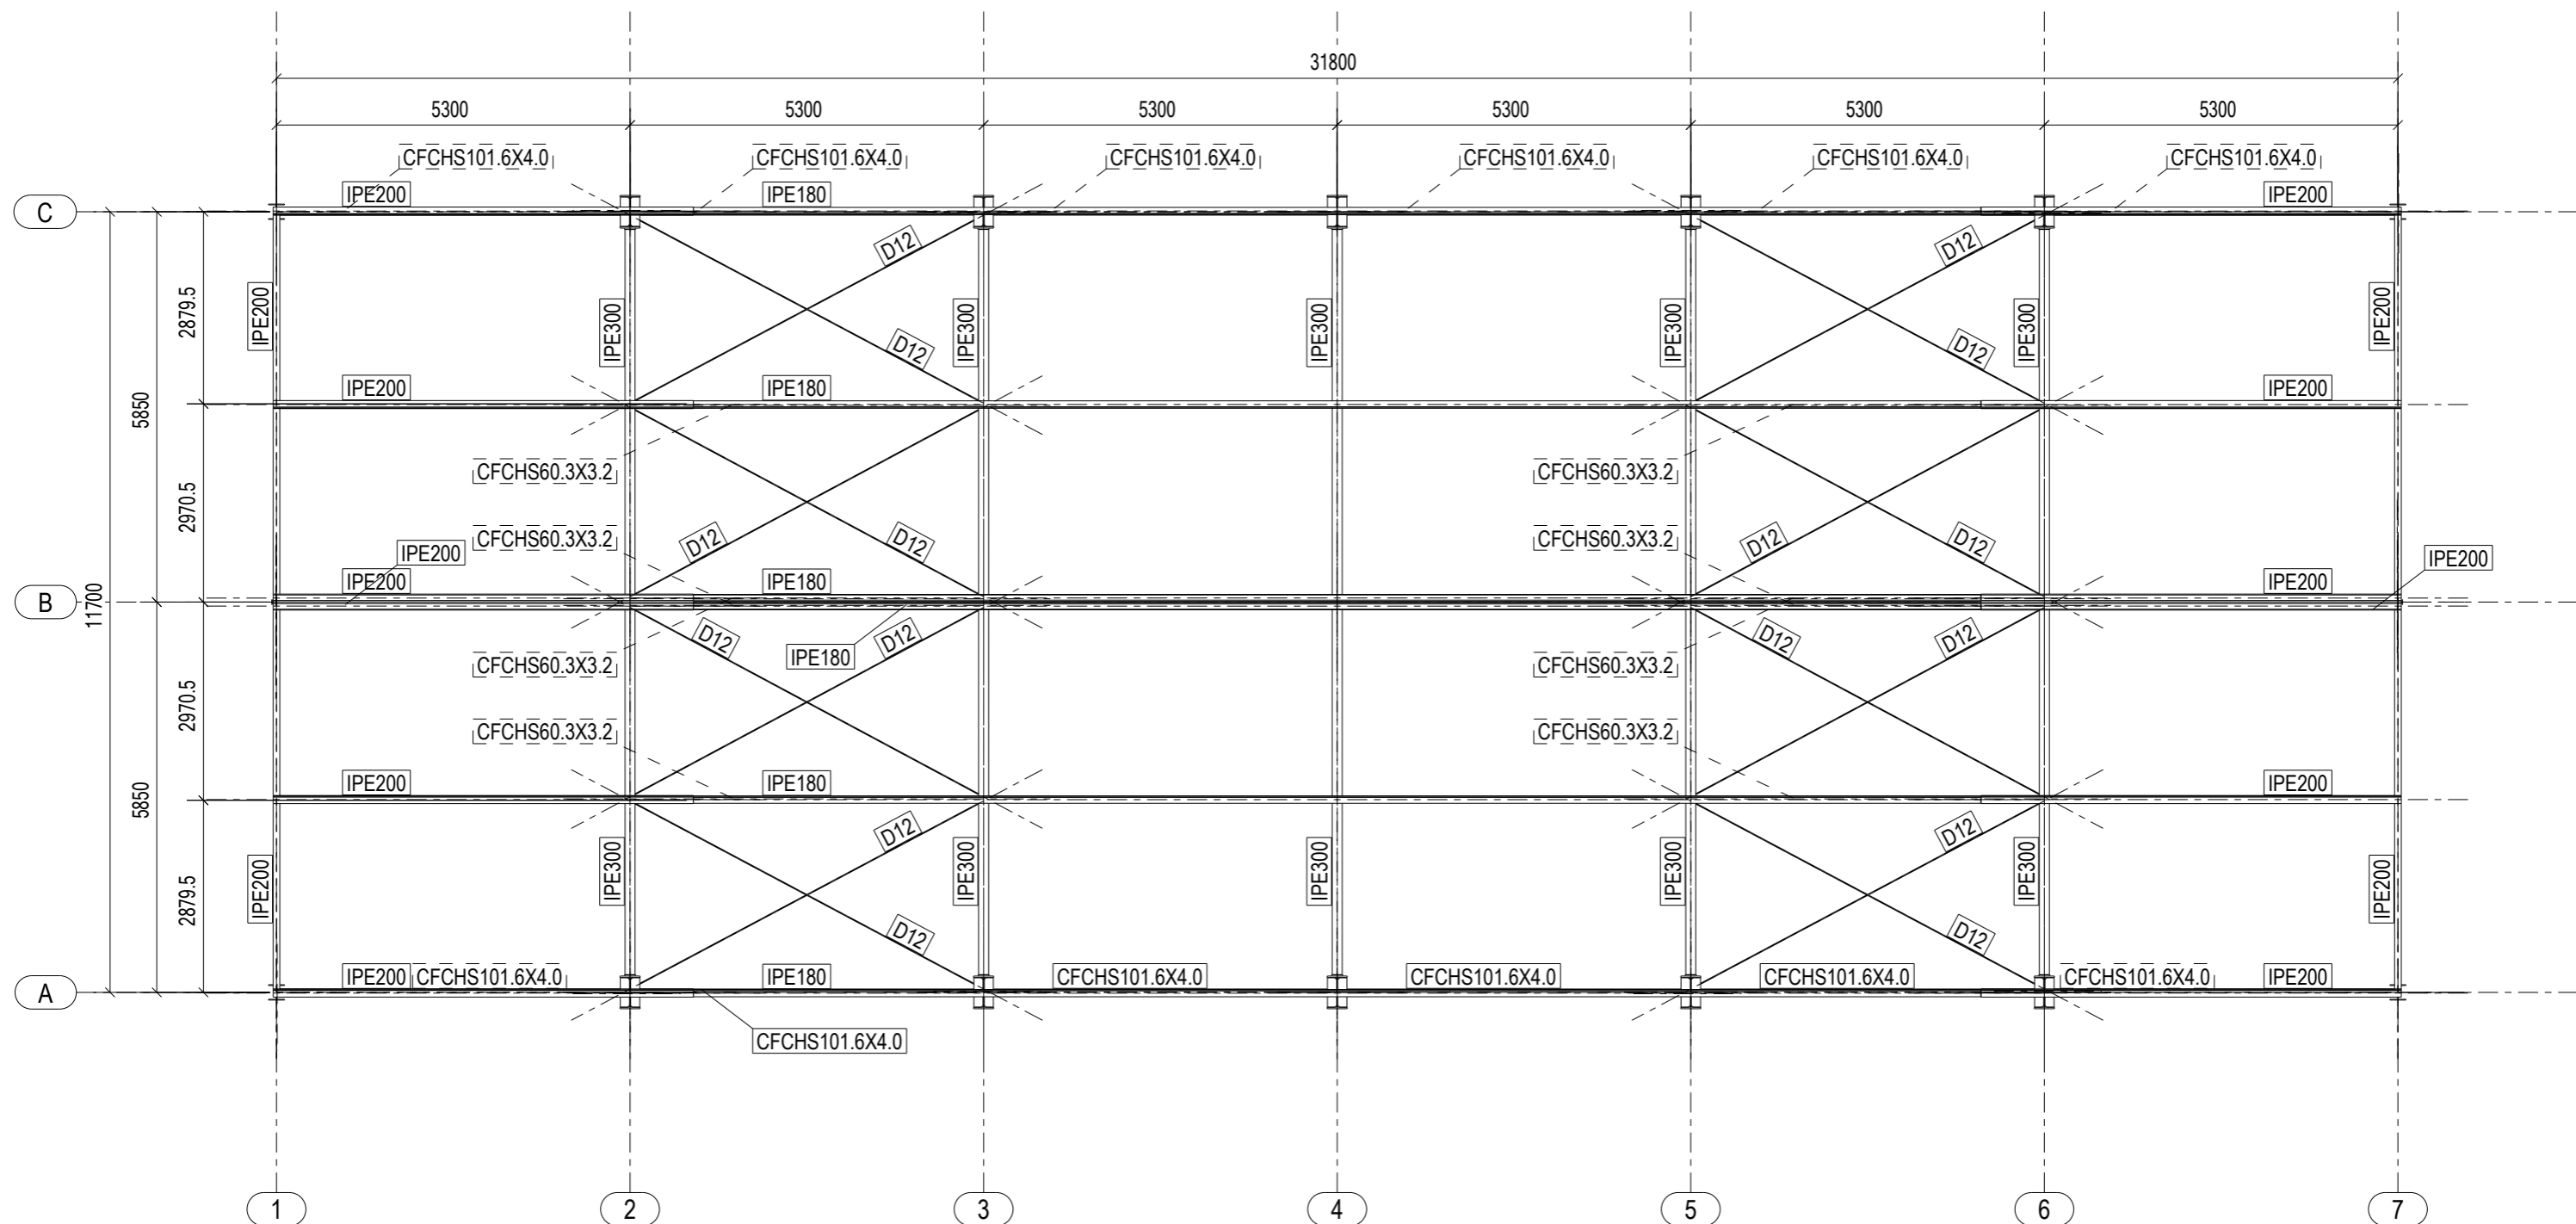 31800
5300 5300 5300 5300 5300 5300
CFCHS101.6X4.0 CFCHS101.6X4.0 CFCHS101.6X4.0 CFCHS101.6X4.0 CFCHS101.6X4.0 CFCHS101.6X4.0
IPE200 IPE180 IPE200
C
D12 D12
2879.5 IPE200 IPE300 IPE300 IPE300 IPE300 IPE300 IPE200
D12 D12
IPE200 IPE180 IPE200
5850
CFCHS60.3X3.2 CFCHS60.3X3.2
2970.5
CFCHS60.3X3.2 CFCHS60.3X3.2
D12 D12 D12 D12
IPE200 IPE200
IPE200 IPE180 IPE200
B
11700
D12 D12 D12 D12
IPE180
CFCHS60.3X3.2 CFCHS60.3X3.2
2970.5
CFCHS60.3X3.2 CFCHS60.3X3.2
IPE200 IPE180 IPE200
5850
D12 D12
2879.5 IPE200 IPE300 IPE300 IPE300 IPE300 IPE300 IPE200
D12 D12
IPE200 CFCHS101.6X4.0 IPE180 CFCHS101.6X4.0 CFCHS101.6X4.0 CFCHS101.6X4.0 CFCHS101.6X4.0 IPE200
A
CFCHS101.6X4.0
1 2 3 4 5 6 7